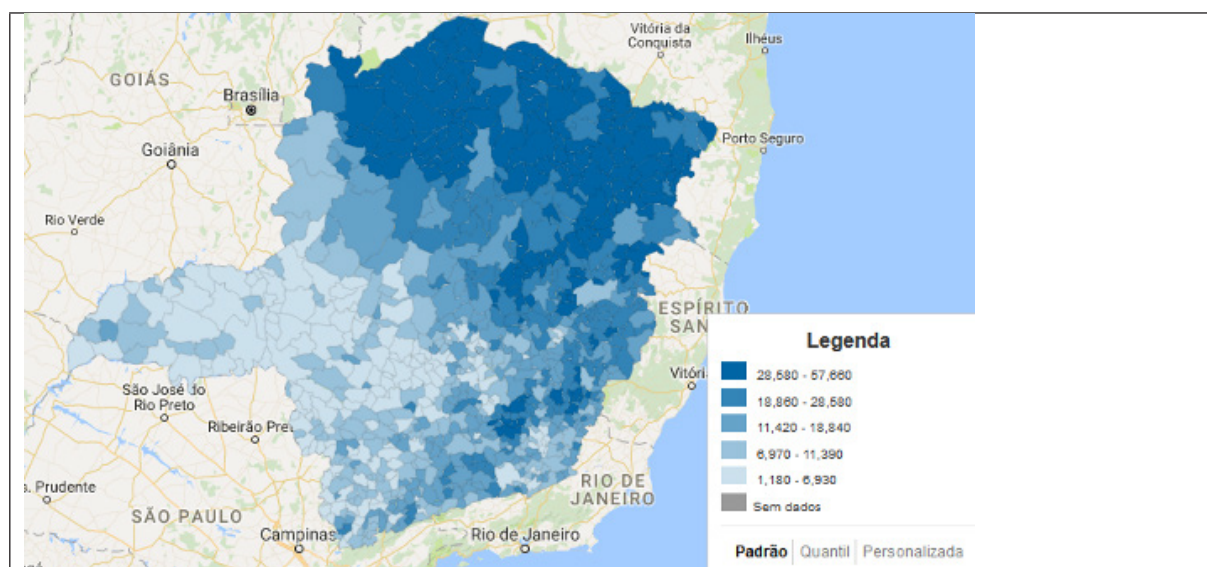 Vitória da
Conquista
Ilhéus
GOIÁS
Brasília
Porto Seguro
Goiânia
Rio Verde
ESPÍRITO
SAN
Legenda
Vitória
28,580 - 57,660
São José do
Rio Preto
18,860 - 28,580
Ribeirão Pre
11,420 - 18,840
6,970 - 11,390
RIO DE
JANEIRO
1,180 - 6,930
s. Prudente
Sem dados
SÃO PAULO
Campinas
Rio de Janeiro
Padrão Quantil Personalizada